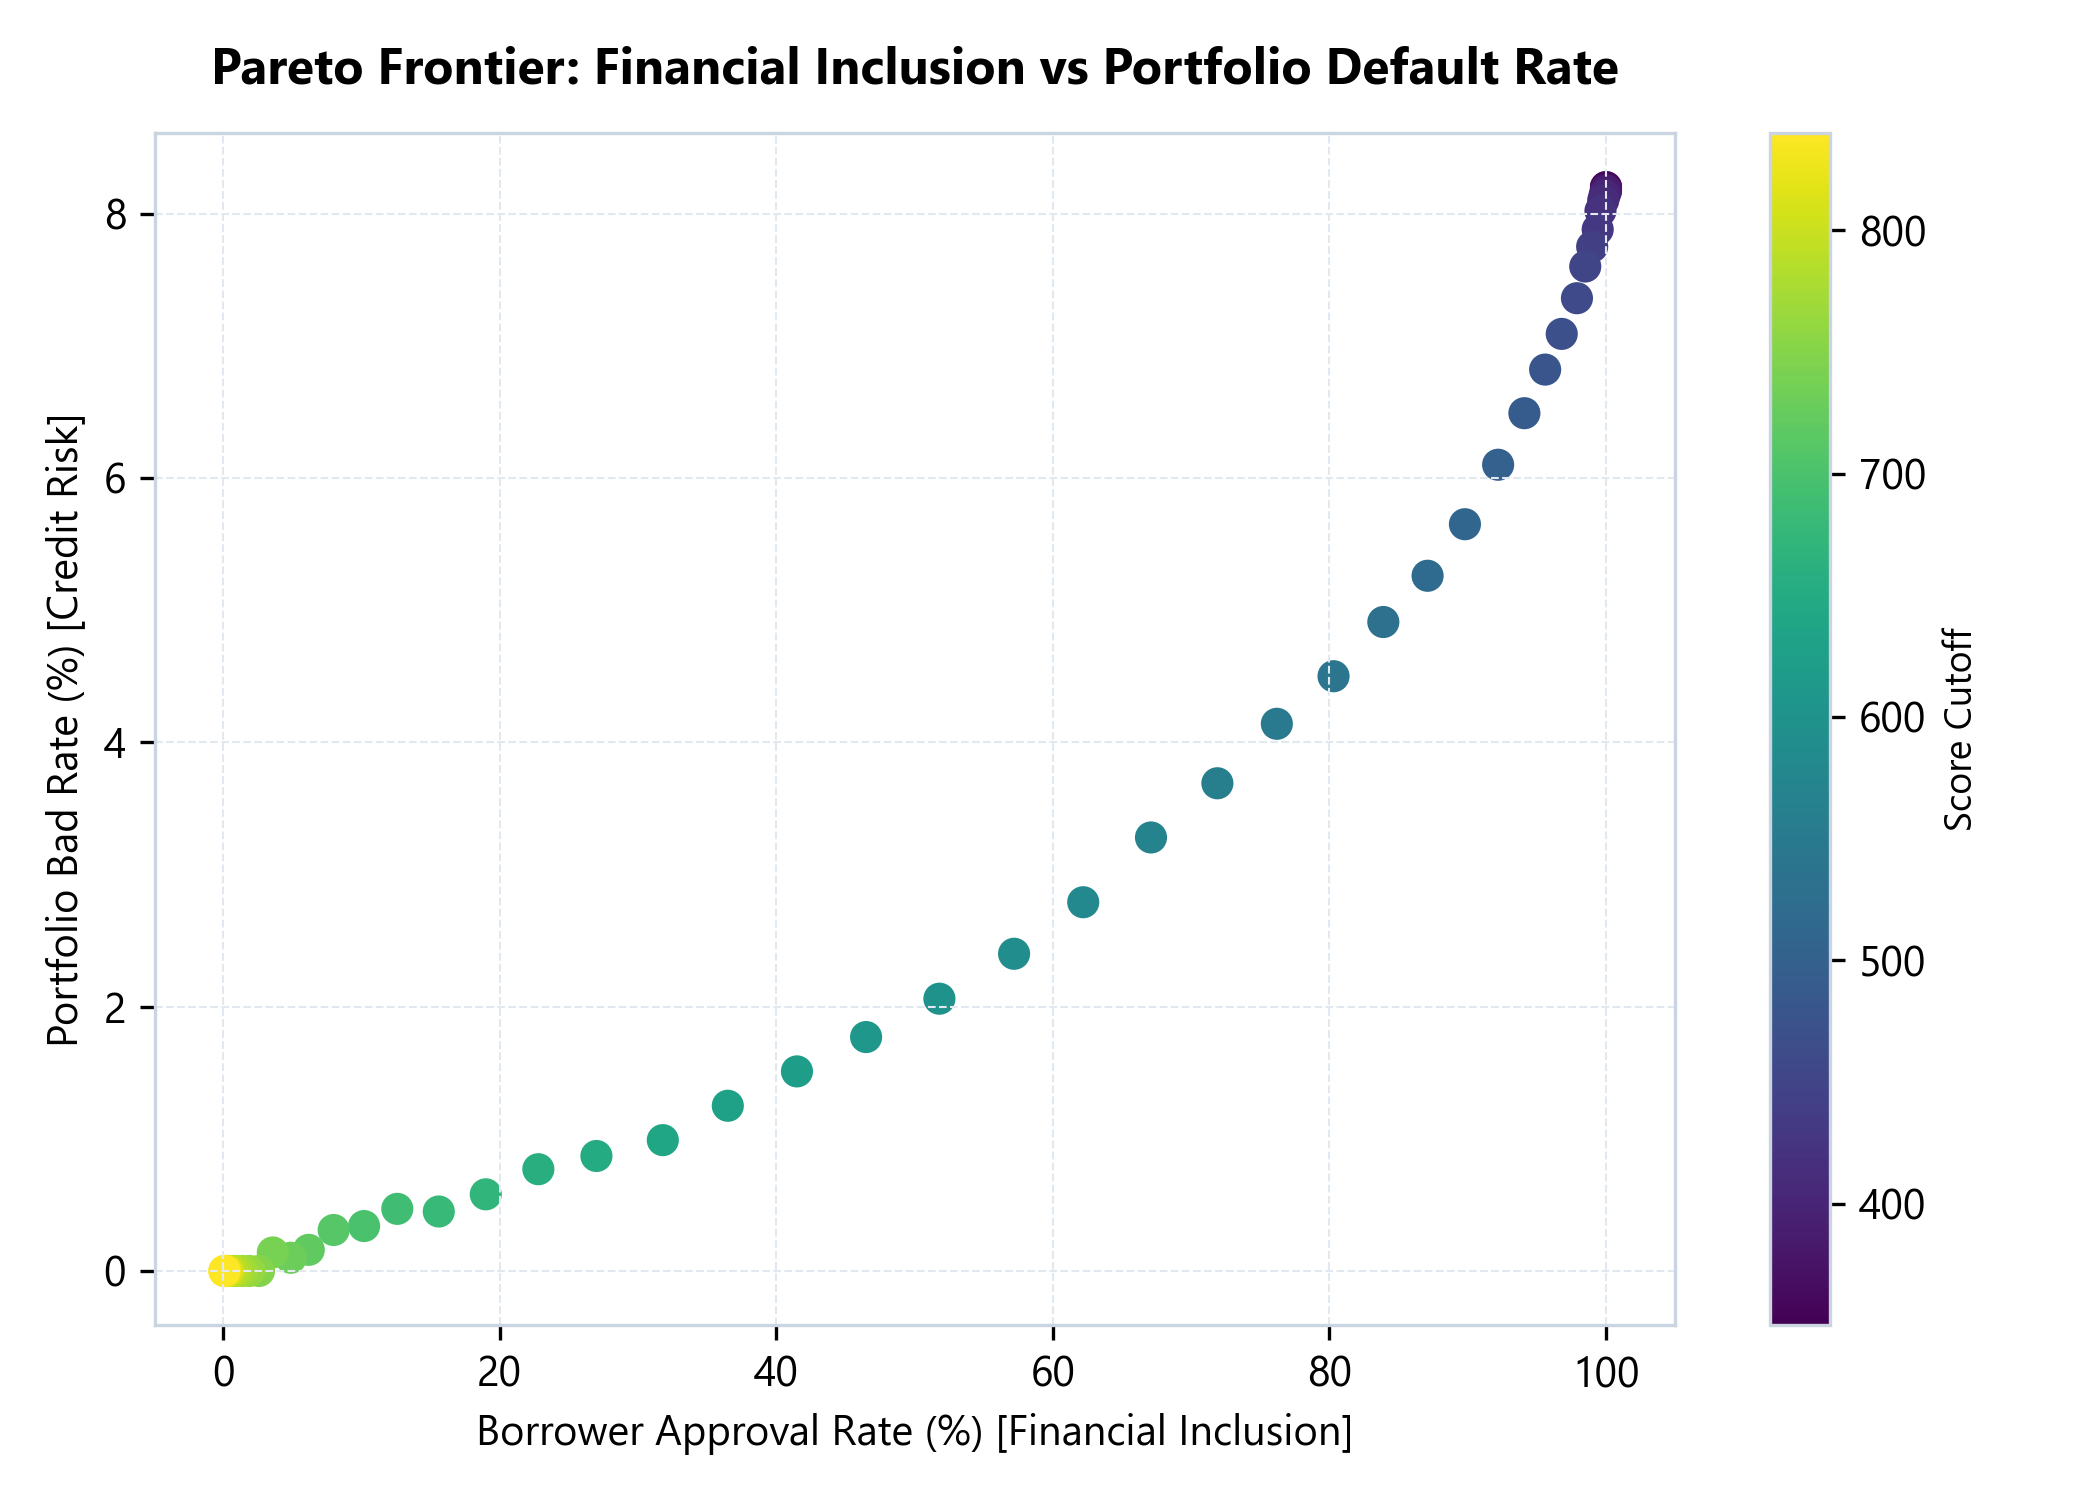 Pareto Frontier: Financial Inclusion vs Portfolio Default Rate
Portfolio Bad Rate (%) [Credit Risk]
8
6
4
2
0
0 20 40 60 80 100
Borrower Approval Rate (%) [Financial Inclusion]
800
700
600
500
400
Score Cutoff